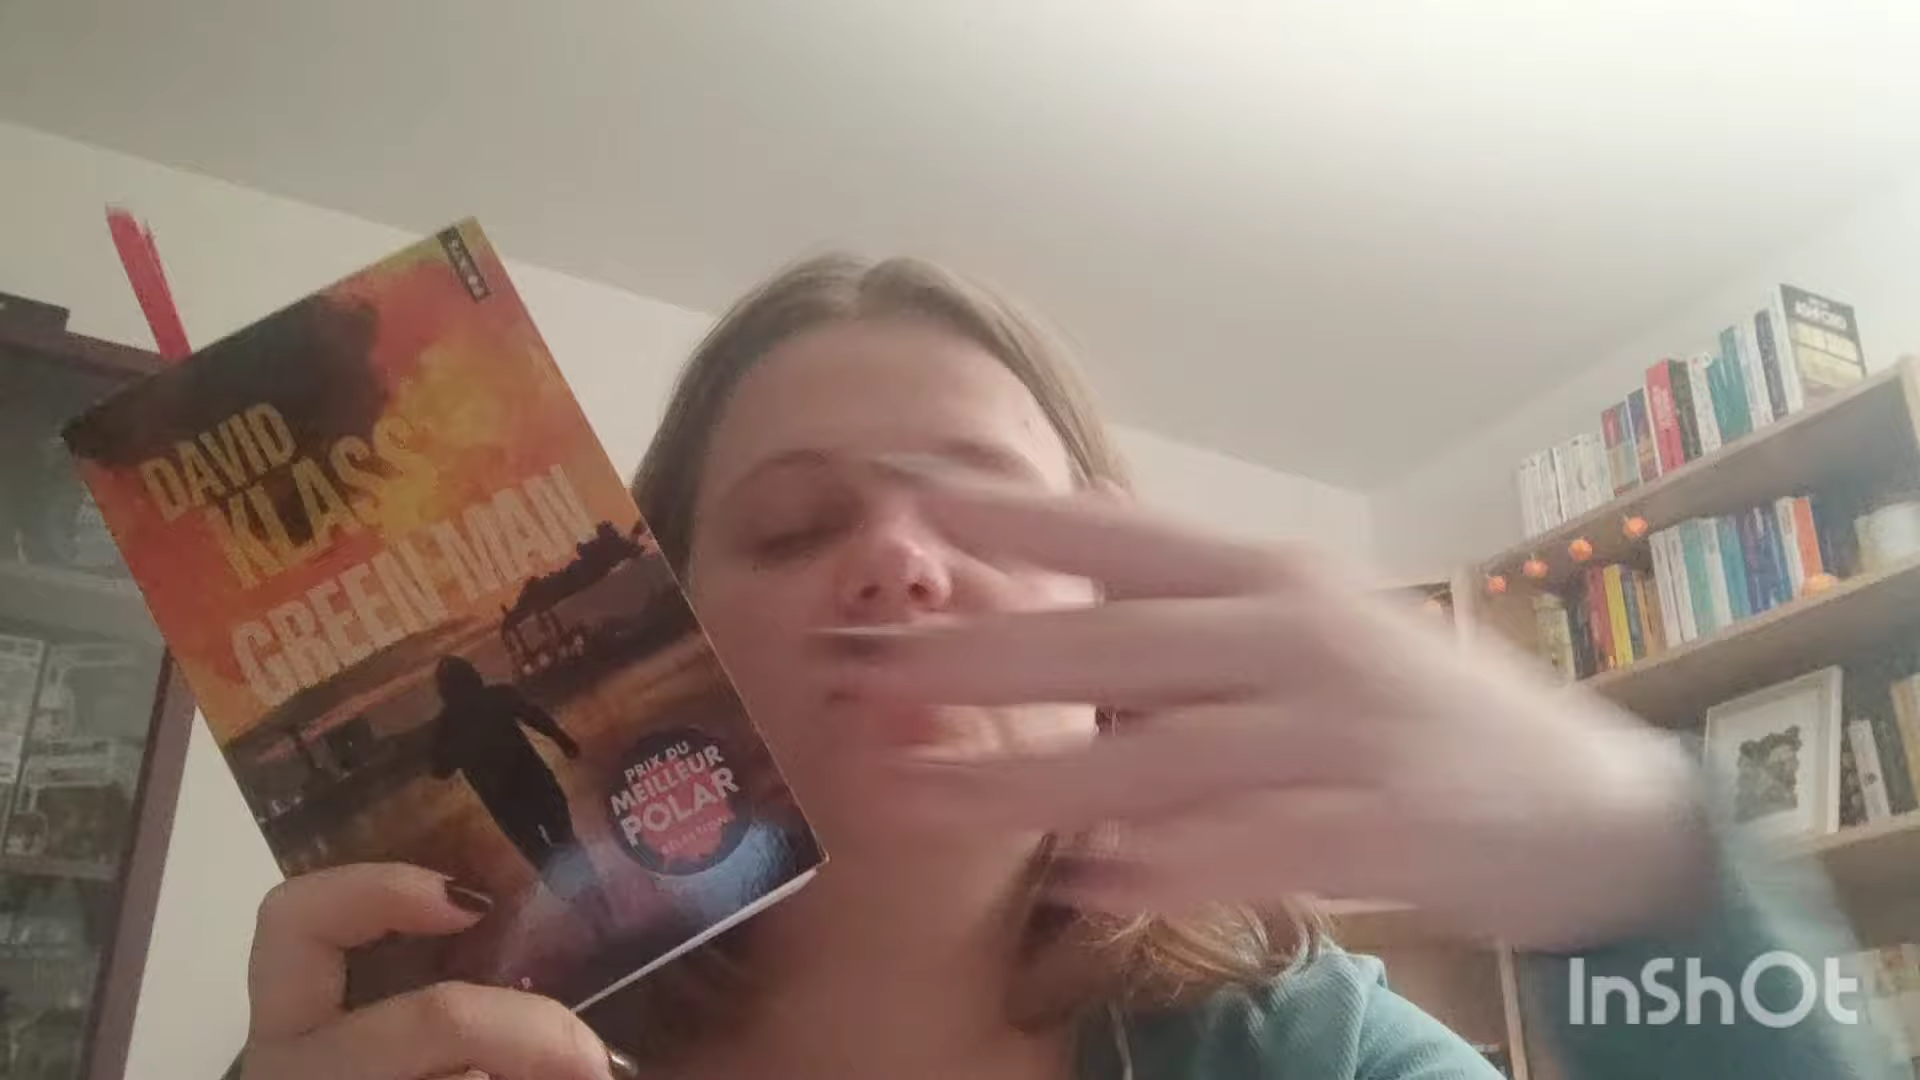 DAVID
KLASS
GREEN MAN
PRIX DU
MEILLEUR
POLAR
InShOt